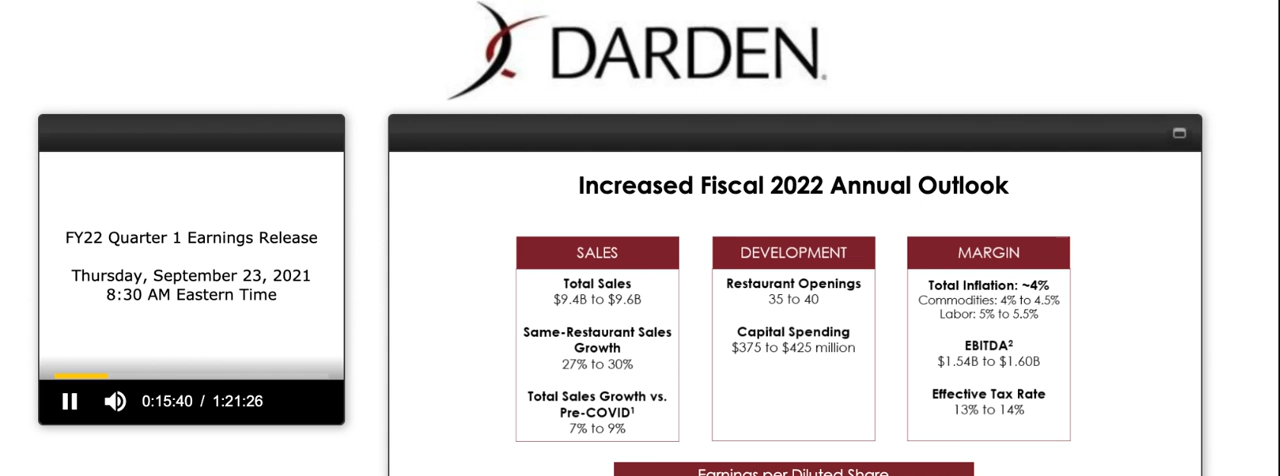 DARDEN
FY22 Quarter 1 Earnings Release
Thursday, September 23, 2021
8:30 AM Eastern Time
0:15:40 / 1:21:26
Increased Fiscal 2022 Annual Outlook
SALES
Total Sales
$9.4B to $9.6B
Same-Restaurant Sales
Growth
27% to 30%
Total Sales Growth vs.
Pre-COVID¹
7% to 9%
DEVELOPMENT
Restaurant Openings
35 to 40
Capital Spending
$375 to $425 million
MARGIN
Total Inflation: ~4%
Commodities: 4% to 4.5%
Labor: 5% to 5.5%
EBITDA²
$1.54B to $1.60B
Effective Tax Rate
13% to 14%
Earnings per Diluted Share